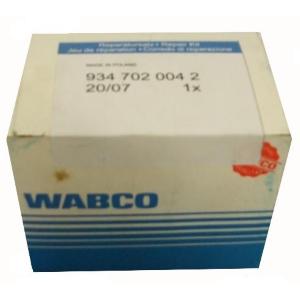 Reparatursatz • Repair Kit
Jeu de réparation • Corredo di riparazione
MADE IN POLAND
934 702 004 2
20/07 1x
WABCO